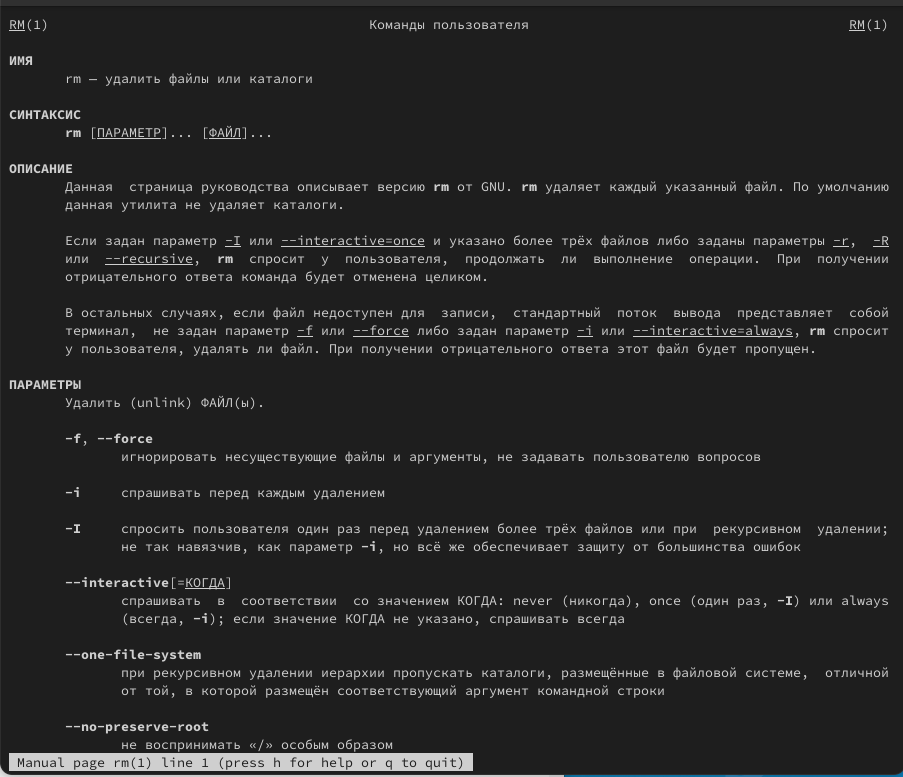 RM(1) Команды пользователя RM(1)
ИМЯ
rm — удалить файлы или каталоги
СИНТАКСИС
rm [ПАРАМЕТР]... [ФАЙЛ]...
ОПИСАНИЕ
Данная страница руководства описывает версию rm от GNU. rm удаляет каждый указанный файл. По умолчанию
данная утилита не удаляет каталоги.
Если задан параметр -I или --interactive=once и указано более трёх файлов либо заданы параметры -r, -R
или --recursive, rm спросит у пользователя, продолжать ли выполнение операции. При получении
отрицательного ответа команда будет отменена целиком.
В остальных случаях, если файл недоступен для записи, стандартный поток вывода представляет собой
терминал, не задан параметр -f или --force либо задан параметр -i или --interactive=always, rm спросит
у пользователя, удалять ли файл. При получении отрицательного ответа этот файл будет пропущен.
ПАРАМЕТРЫ
Удалить (unlink) ФАЙЛ(ы).
-f, --force
игнорировать несуществующие файлы и аргументы, не задавать пользователю вопросов
-i спрашивать перед каждым удалением
-I спросить пользователя один раз перед удалением более трёх файлов или при рекурсивном удалении;
не так навязчив, как параметр -i, но всё же обеспечивает защиту от большинства ошибок
--interactive[=КОГДА]
спрашивать в соответствии со значением КОГДА: never (никогда), once (один раз, -I) или always
(всегда, -i); если значение КОГДА не указано, спрашивать всегда
--one-file-system
при рекурсивном удалении иерархии пропускать каталоги, размещённые в файловой системе, отличной
от той, в которой размещён соответствующий аргумент командной строки
--no-preserve-root
не воспринимать «/» особым образом
Manual page rm(1) line 1 (press h for help or q to quit)